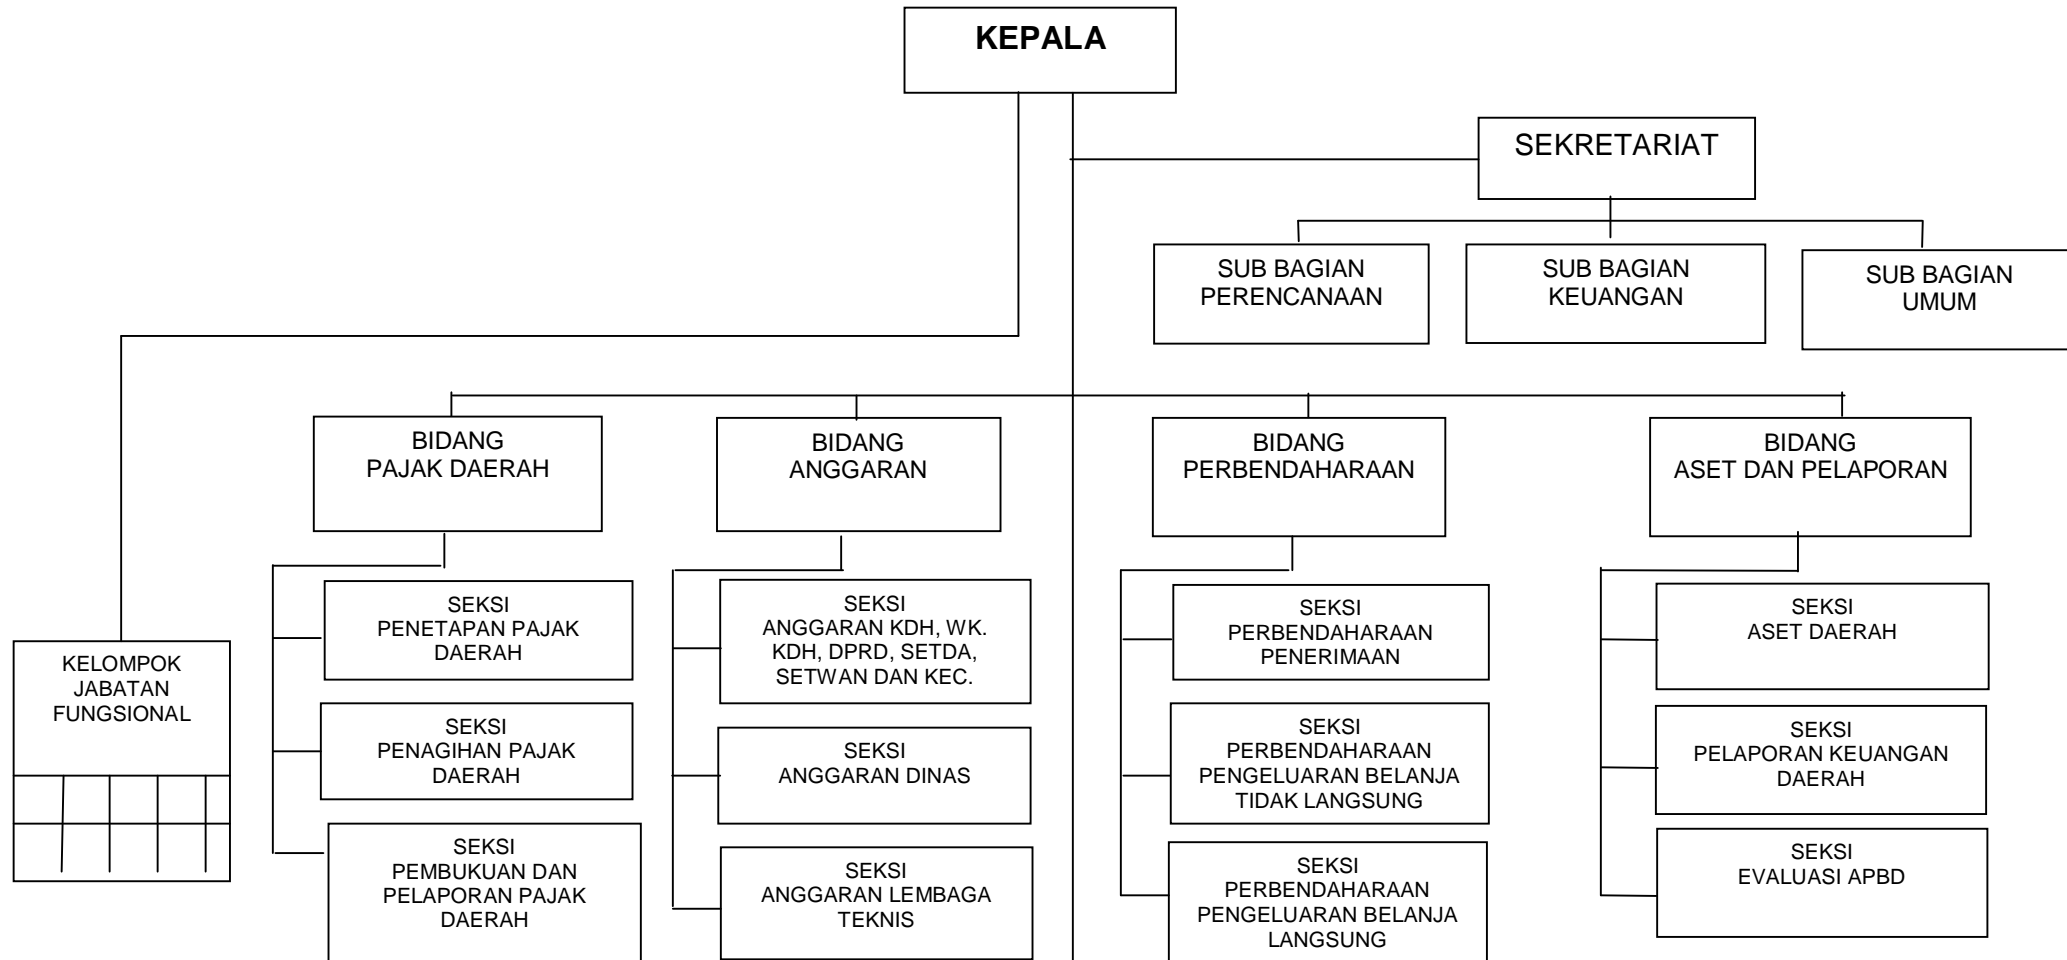 KEPALA
SEKRETARIAT
SUB BAGIAN
PERENCANAAN
SUB BAGIAN
KEUANGAN
SUB BAGIAN
UMUM
BIDANG
PAJAK DAERAH
BIDANG
ANGGARAN
BIDANG
PERBENDAHARAAN
BIDANG
ASET DAN PELAPORAN
KELOMPOK
JABATAN
FUNGSIONAL
SEKSI
PENETAPAN PAJAK
DAERAH
SEKSI
PENAGIHAN PAJAK
DAERAH
SEKSI
PEMBUKUAN DAN
PELAPORAN PAJAK
DAERAH
SEKSI
ANGGARAN KDH, WK.
KDH, DPRD, SETDA,
SETWAN DAN KEC.
SEKSI
ANGGARAN DINAS
SEKSI
ANGGARAN LEMBAGA
TEKNIS
SEKSI
PERBENDAHARAAN
PENERIMAAN
SEKSI
PERBENDAHARAAN
PENGELUARAN BELANJA
TIDAK LANGSUNG
SEKSI
PERBENDAHARAAN
PENGELUARAN BELANJA
LANGSUNG
SEKSI
ASET DAERAH
SEKSI
PELAPORAN KEUANGAN
DAERAH
SEKSI
EVALUASI APBD